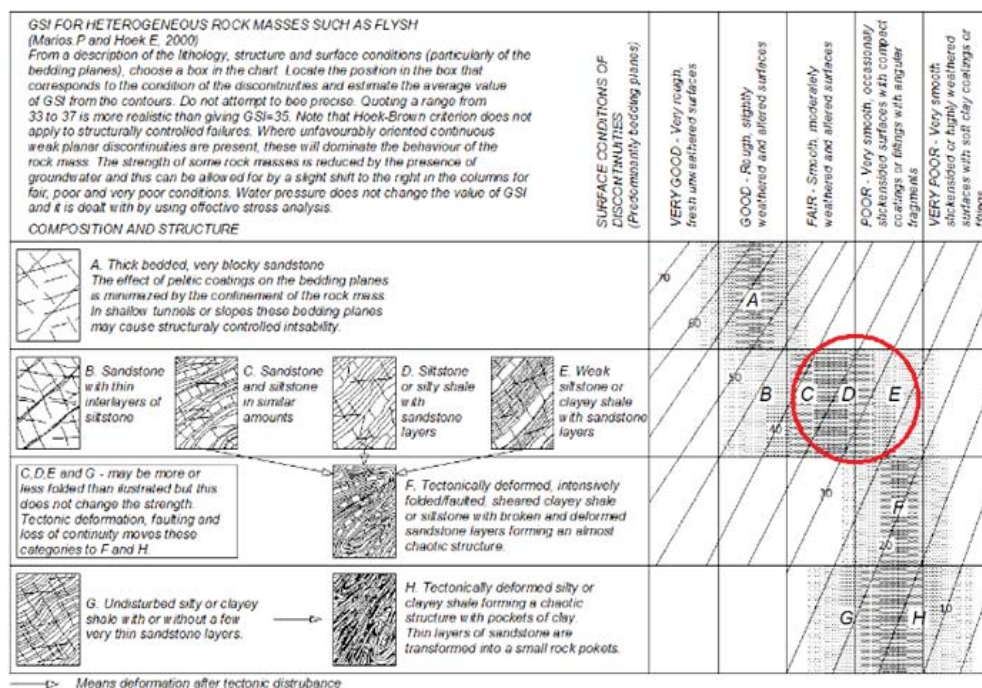 GSI FOR HETEROGENEOUS ROCK MASSES SUCH AS FLYSH
(Marios.P and Hoek.E, 2000)
From a description of the lithology, structure and surface conditions (particularly of the
bedding planes), choose a box in the chart. Locate the position in the box that
corresponds to the condition of the discontinuities and estimate the average value
of GSI from the contours. Do not attempt to bee precise. Quoting a range from
33 to 37 is more realistic than giving GSI=35. Note that Hoek-Brown criterion does not
apply to structurally controlled failures. Where unfavourably oriented continuous
weak planar discontinuities are present, these will dominate the behaviour of the
rock mass. The strength of some rock masses is reduced by the presence of
groundwater and this can be allowed for by a slight shift to the right in the columns for
fair, poor and very poor conditions. Water pressure does not change the value of GSI
and it is dealt with by using effective stress analysis.
COMPOSITION AND STRUCTURE
SURFACE CONDITIONS OF
DISCONTINUITIES
(Predominantly bedding planes)
VERY GOOD - Very rough,
fresh unweathered surfaces
GOOD - Rough, slightly
weathered and altered surfaces
FAIR - Smooth, moderately
weathered and altered surfaces
POOR - Very smooth, occasionaly
slickensided surfaces with compact
coatings or fillings with angular
fragments
VERY POOR - Very smooth
slickensided or highly weathered
surfaces with soft clay coatings or
A. Thick bedded, very blocky sandstone
The effect of pelitic coatings on the bedding planes
is minimazed by the confinement of the rock mass
In shallow tunnels or slopes these bedding planes
may cause structuraly controled intsability.
70
60
A
B. Sandstone
with thin
interlayers of
siltstone
C. Sandstone
and siltstone
in similar
amounts
D. Siltstone
or silty shale
with
sandstone
layers
E. Weak
siltstone or
clayey shale
with sandstone
layers
50
B
C
D
E
40
C,D,E and G - may be more or
less folded than ilustrated but this
does not change the strength.
Tectonic deformation, faulting and
loss of continuity moves these
categories to F and H.
F. Tectonically deformed, intensively
folded/faulted, sheared clayey shale
or siltstone with broken and deformed
sandstone layers forming an almost
chaotic structure.
F
20
G. Undisturbed silty or clayey
shale with or without a few
very thin sandstone layers.
H. Tectonically deformed silty or
clayey shale forming a chaotic
structure with pockets of clay.
Thin layers of sandstone are
transformed into a small rock pokets.
G
H
10
Means deformation after tectonic distrubance